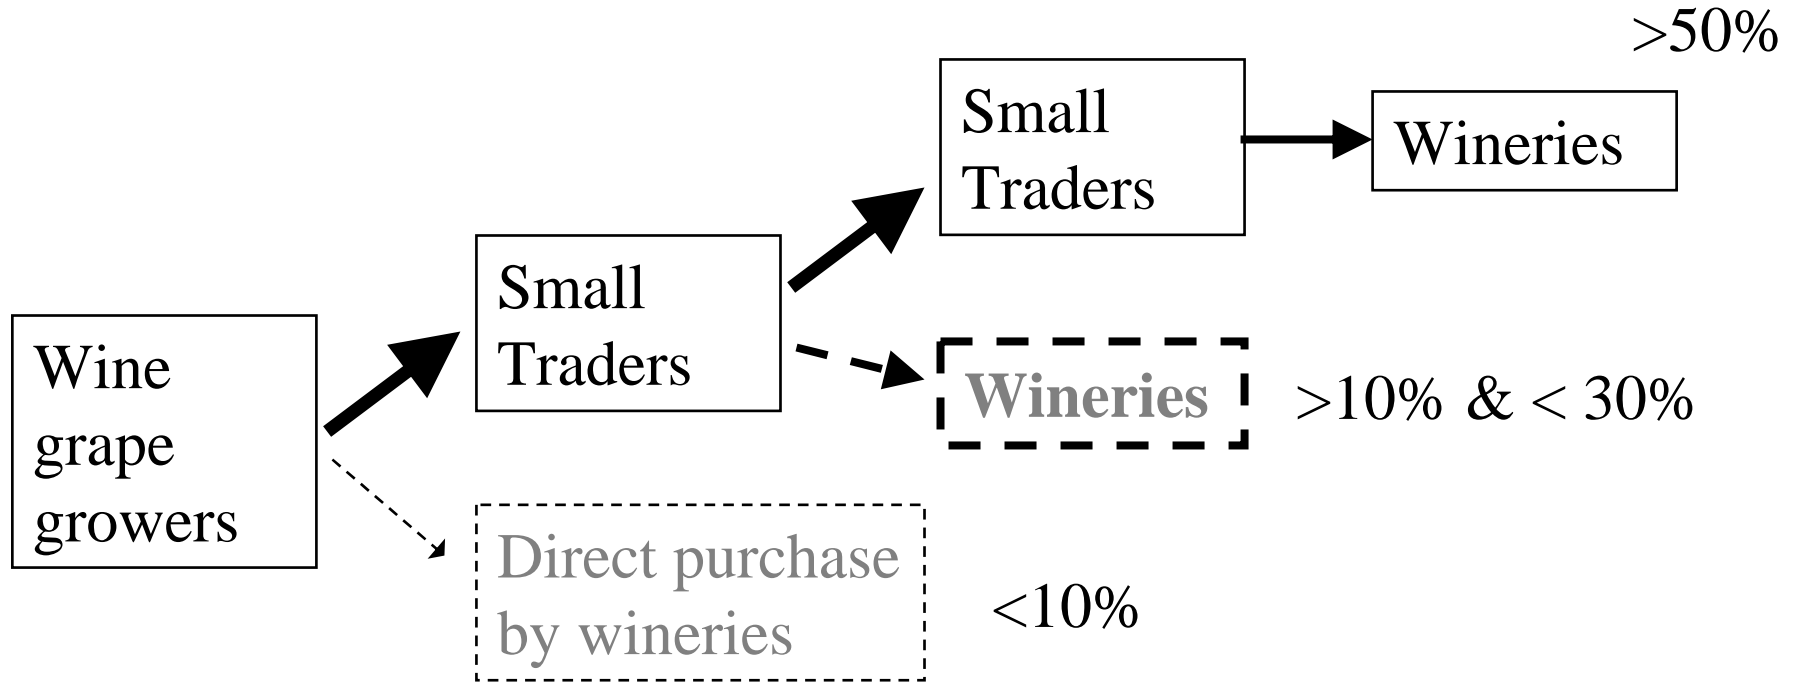 >50%
Small
Traders
Wineries
Small
Traders
Wine
grape
growers
Wineries
>10% & < 30%
Direct purchase
by wineries
<10%